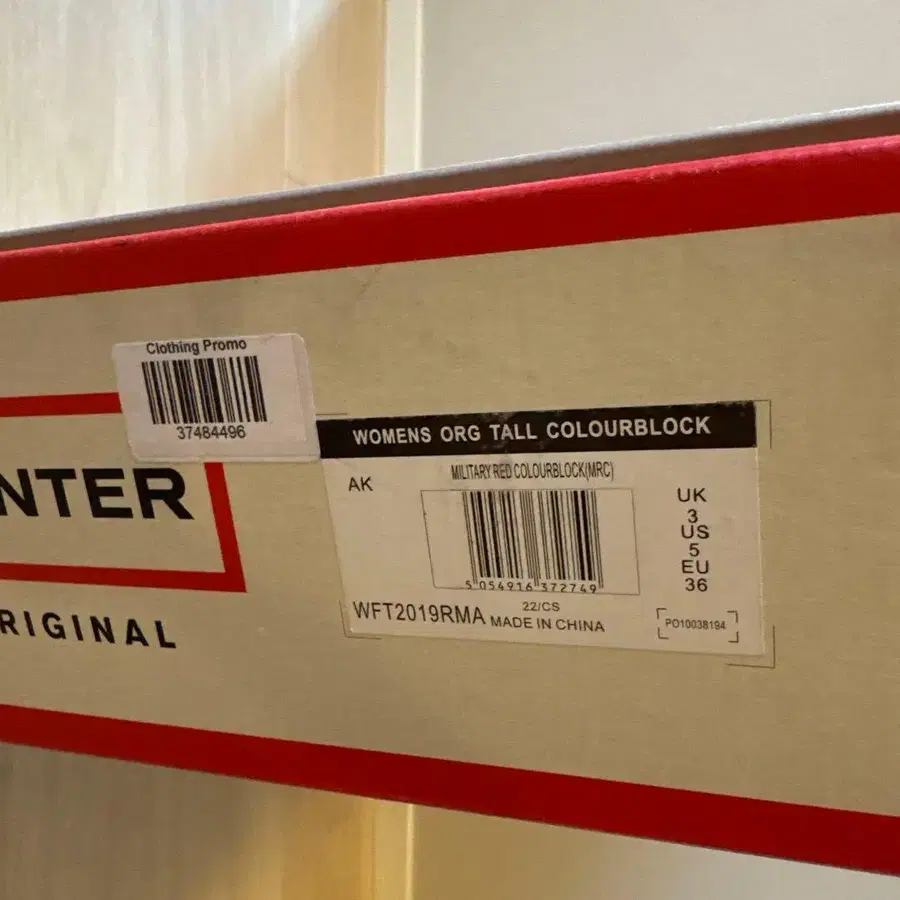 Clothing Promo
37484496
NTER
RIGINAL
WOMENS ORG TALL COLOURBLOCK
AK
MILITARY RED COLOURBLOCK(MRC)
5 054916 372749
UK
3
US
5
EU
36
WFT2019RMA
22/CS
MADE IN CHINA
PO10038194